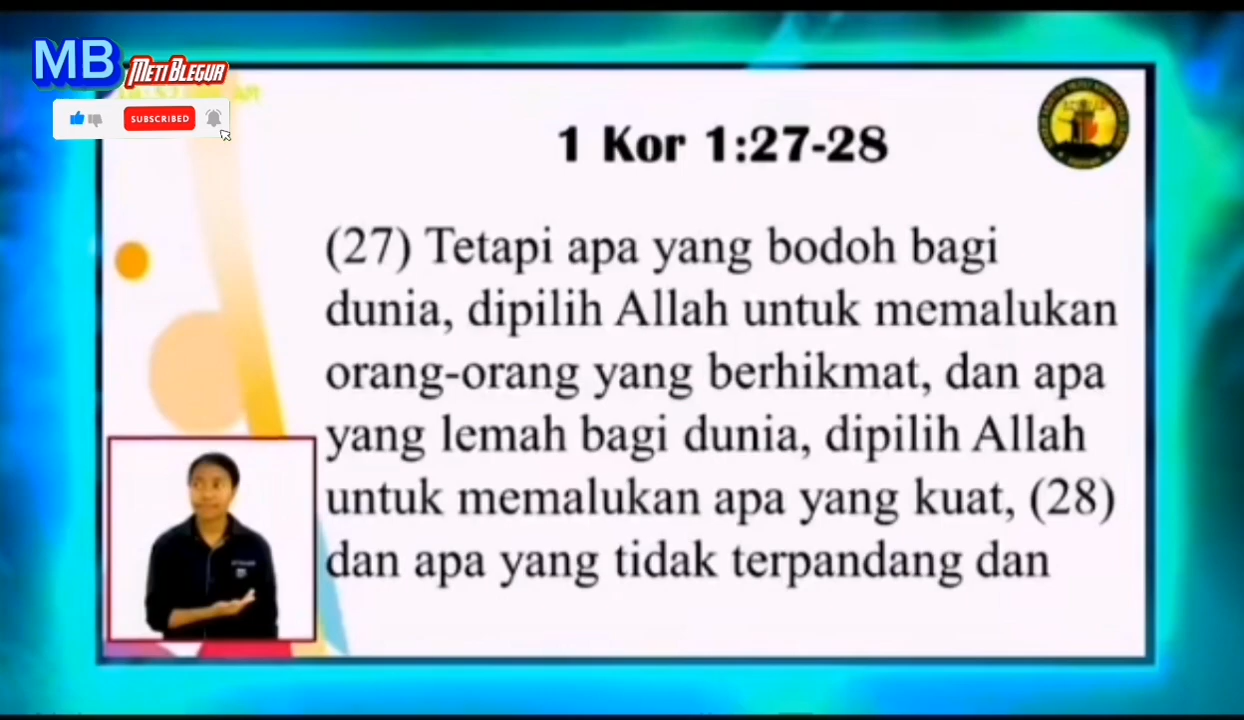 MB METI BLEGUR
SUBSCRIBED
1 Kor 1:27-28
(27) Tetapi apa yang bodoh bagi
dunia, dipilih Allah untuk memalukan
orang-orang yang berhikmat, dan apa
yang lemah bagi dunia, dipilih Allah
untuk memalukan apa yang kuat, (28)
dan apa yang tidak terpandang dan